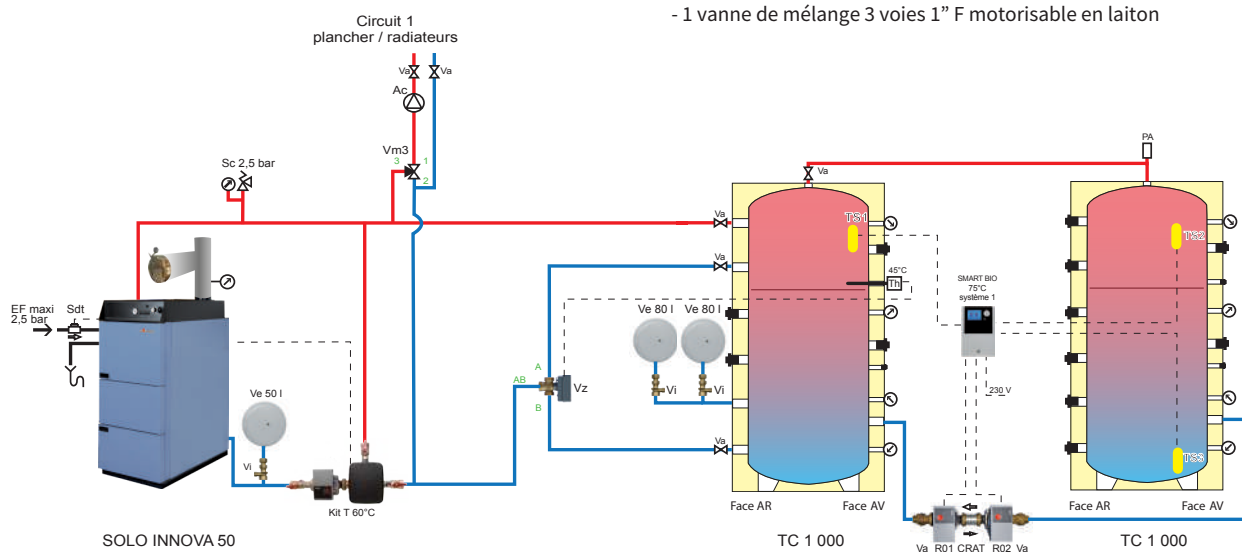 - 1 vanne de mélange 3 voies 1” F motorisable en laiton
Circuit 1
plancher / radiateurs
Va
Va
Ac
Vm3
3
1
2
Sc 2,5 bar
PA
Va
Va
TS1
TS2
Va
45°C
Th
SMART BIO
75°C
système 1
EF maxi
2,5 bar
Sdt
Ve 80 l
Ve 80 l
A
AB
Vz
B
Vi
Vi
230 V
Ve 50 l
Vi
Va
TS3
Kit T 60°C
Face AR
Face AV
Face AR
Face AV
SOLO INNOVA 50
TC 1 000
Va
R01
CRAT
R02
Va
TC 1 000